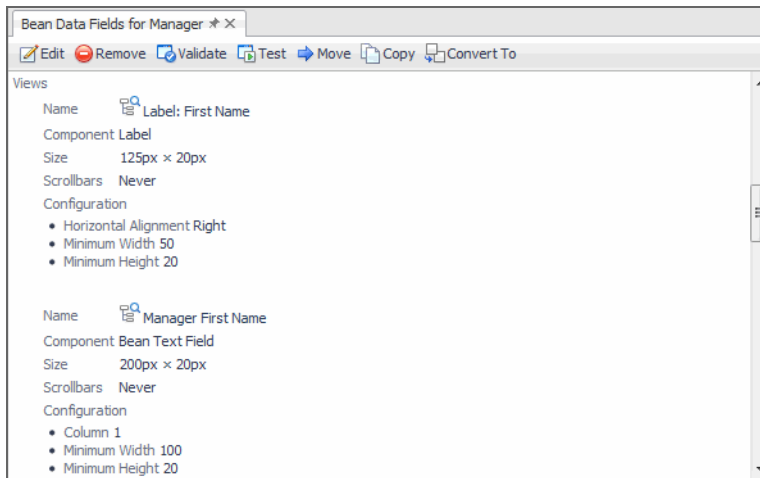 Bean Data Fields for Manager
Edit Remove Validate Test Move Copy Convert To
Views
Name Label: First Name
Component Label
Size 125px × 20px
Scrollbars Never
Configuration
• Horizontal Alignment Right
• Minimum Width 50
• Minimum Height 20
Name Manager First Name
Component Bean Text Field
Size 200px × 20px
Scrollbars Never
Configuration
• Column 1
• Minimum Width 100
• Minimum Height 20